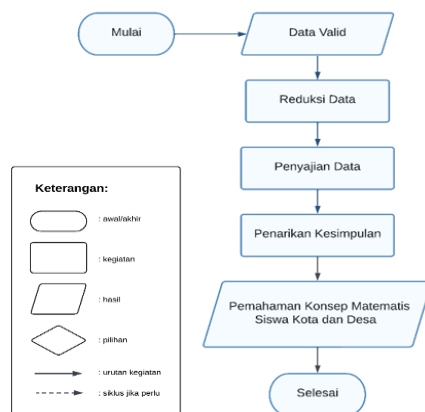 Mulai
Data Valid
Reduksi Data
Penyajian Data
Penarikan Kesimpulan
Pemahaman Konsep Matematis
Siswa Kota dan Desa
Selesai
Keterangan:
: awal/akhir
: kegiatan
: hasil
: pilihan
: urutan kegiatan
: siklus jika perlu